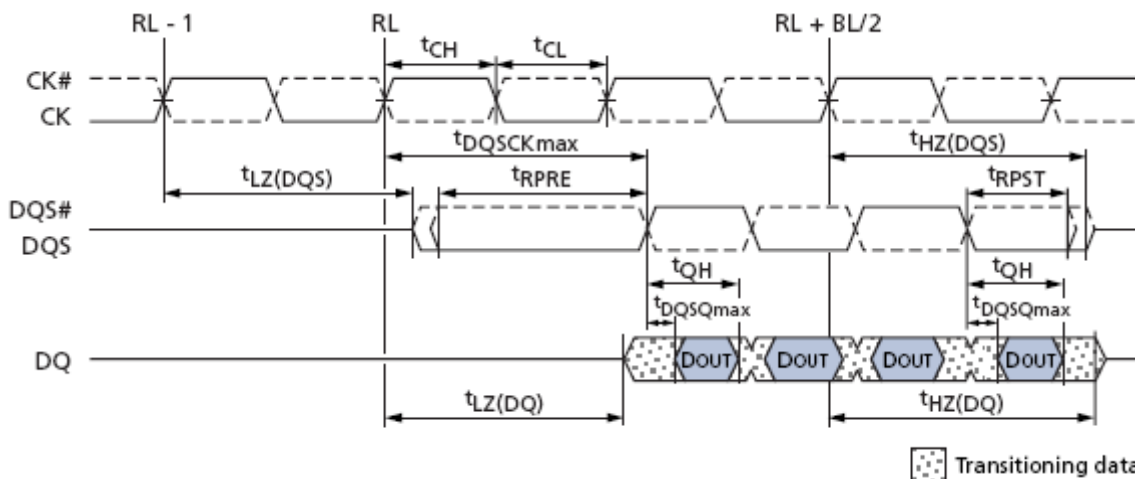 RL - 1
RL
RL + BL/2
tCH
tCL
CK#
CK
tDQSCKmax
tHZ(DQS)
tLZ(DQS)
tRPRE
tRPST
DQS#
DQS
tQH
tQH
tDQSQmax
tDQSQmax
DQ
DOUT
DOUT
DOUT
DOUT
tLZ(DQ)
tHZ(DQ)
Transitioning data